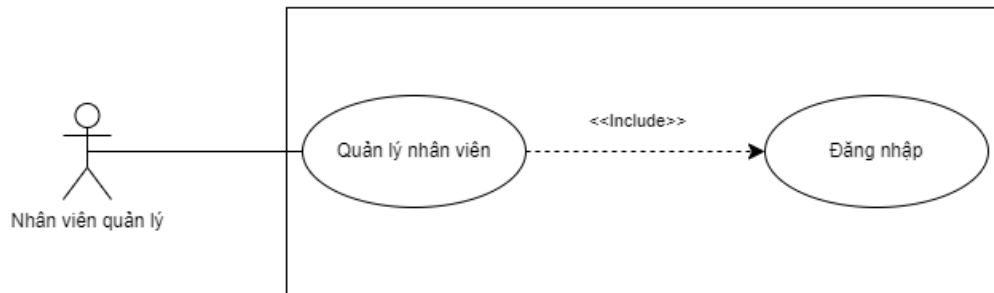 <<Include>>
Quản lý nhân viên
Đăng nhập
Nhân viên quản lý